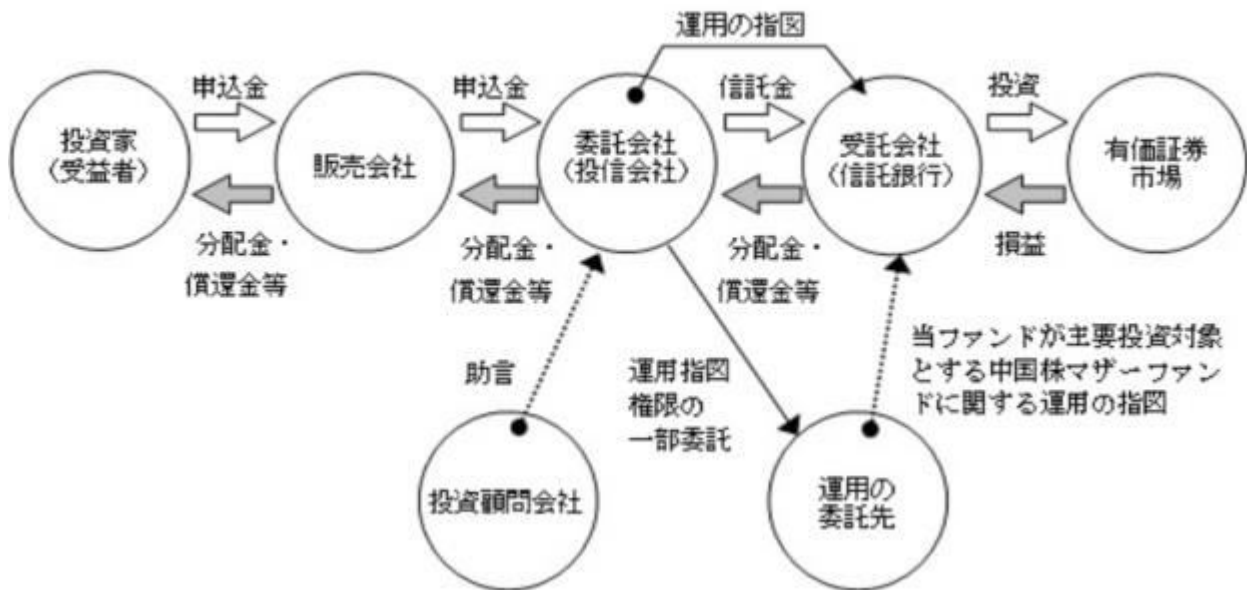 運用の指図
申込金
申込金
信託金
投資
投資家
〈受益者〉
販売会社
委託会社
〈投信会社〉
受託会社
〈信託銀行〉
有価証券
市場
分配金・
償還金等
分配金・
償還金等
分配金・
償還金等
損益
助言
運用指図
権限の
一部委託
当ファンドが主要投資対象
とする中国株マザーファン
ドに関する運用の指図
投資顧問会社
運用の
委託先